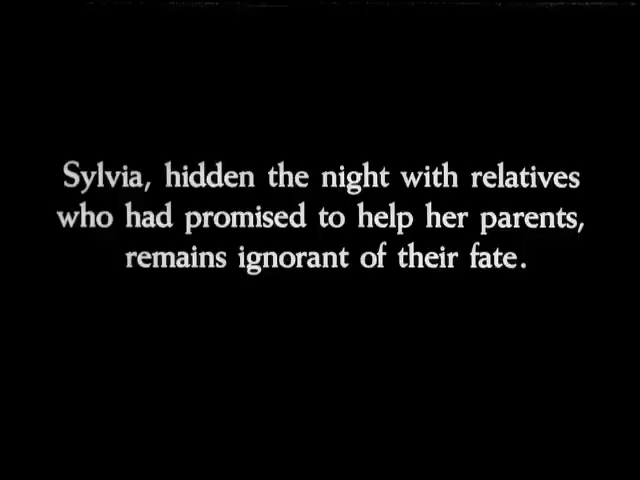 Sylvia, hidden the night with relatives
who had promised to help her parents,
remains ignorant of their fate.